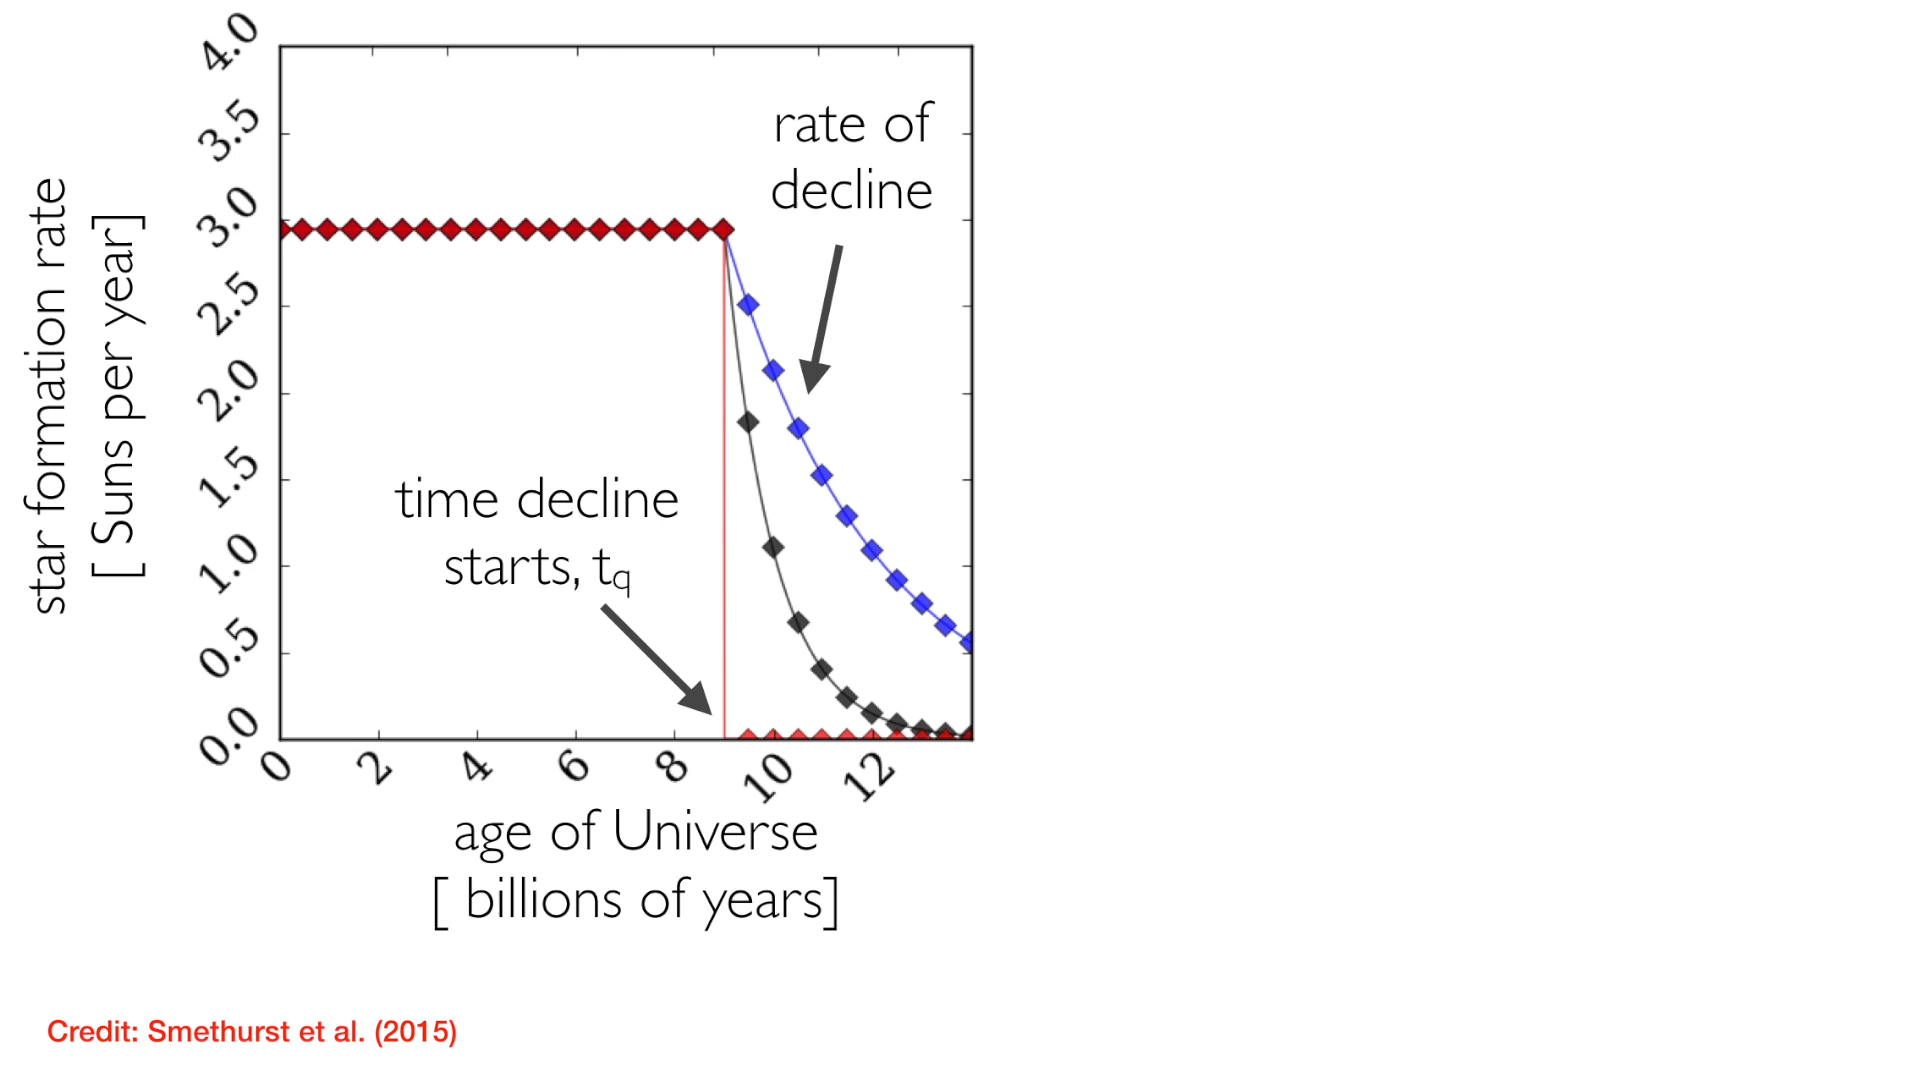 4.0
3.5
3.0
2.5
2.0
1.5
1.0
0.5
0.0
star formation rate
[ Suns per year]
rate of
decline
time decline
starts, tq
0
2
4
6
8
10
12
age of Universe
[ billions of years]
Credit: Smethurst et al. (2015)